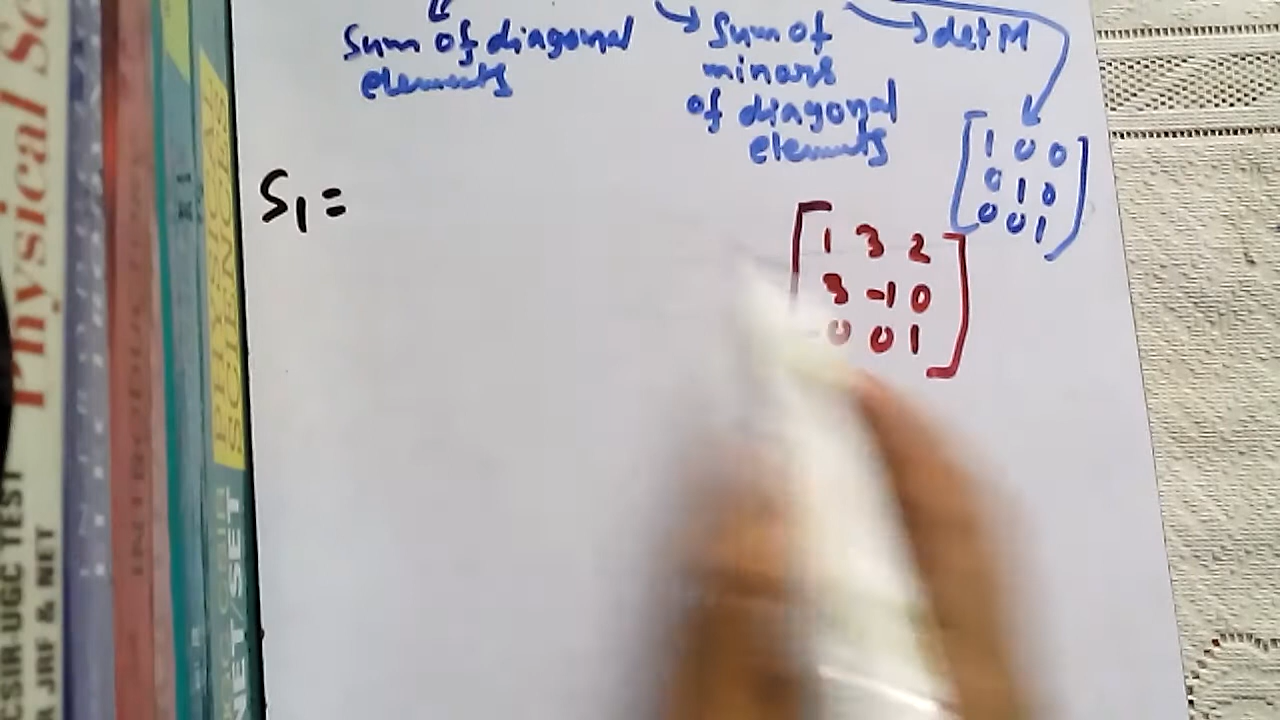 Sum of diagonal
elements
Sum of
minors
of diagonal
elements
det M
1 0 0
0 1 0
0 0 1
S1 =
1 3 2
3 -1 0
0 0 1
Physical Sc
CSIR-UGC TEST
JRF & NET
SCIENCES
NET/SET